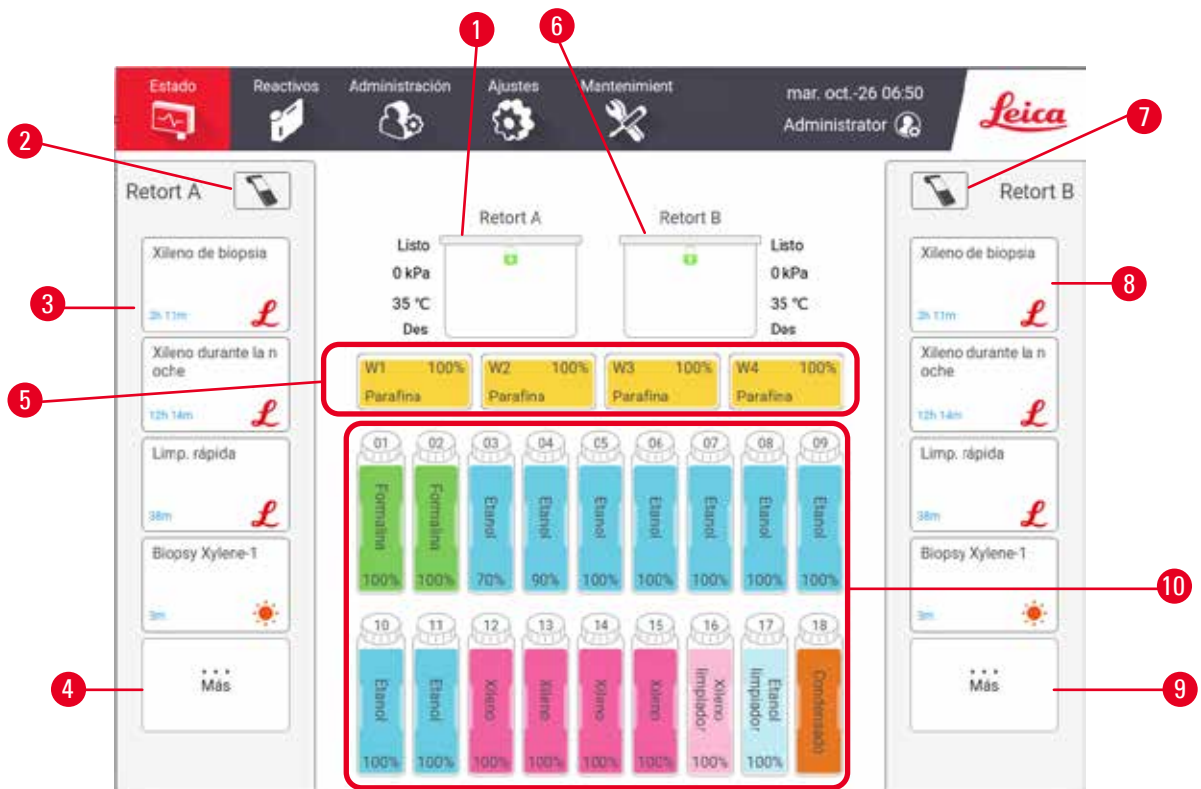 1
6
Estado
Reactivos
Administración
Ajustes
Mantenimient
mar. oct.-26 06:50
Administrator
Leica
2
7
Retort A
Retort B
Retort A
Retort B
Listo
0 kPa
35 °C
Des
Listo
0 kPa
35 °C
Des
3
Xileno de biopsia
2h 11m
Xileno durante la n
oche
12h 14m
Limp. rápida
38m
Biopsy Xylene-1
3m
4
Más
5
W1 100%
Parafina
W2 100%
Parafina
W3 100%
Parafina
W4 100%
Parafina
01
Formalina
100%
02
Formalina
100%
03
Etanol
70%
04
Etanol
90%
05
Etanol
100%
06
Etanol
100%
07
Etanol
100%
08
Etanol
100%
09
Etanol
100%
10
Etanol
100%
11
Etanol
100%
12
Xileno
100%
13
Xileno
100%
14
Xileno
100%
15
Xileno
100%
16
Xileno
limpiador
100%
17
Etanol
limpiador
100%
18
Condensado
Xileno de biopsia
2h 11m
8
Xileno durante la n
oche
12h 14m
Limp. rápida
38m
Biopsy Xylene-1
3m
10
Más
9